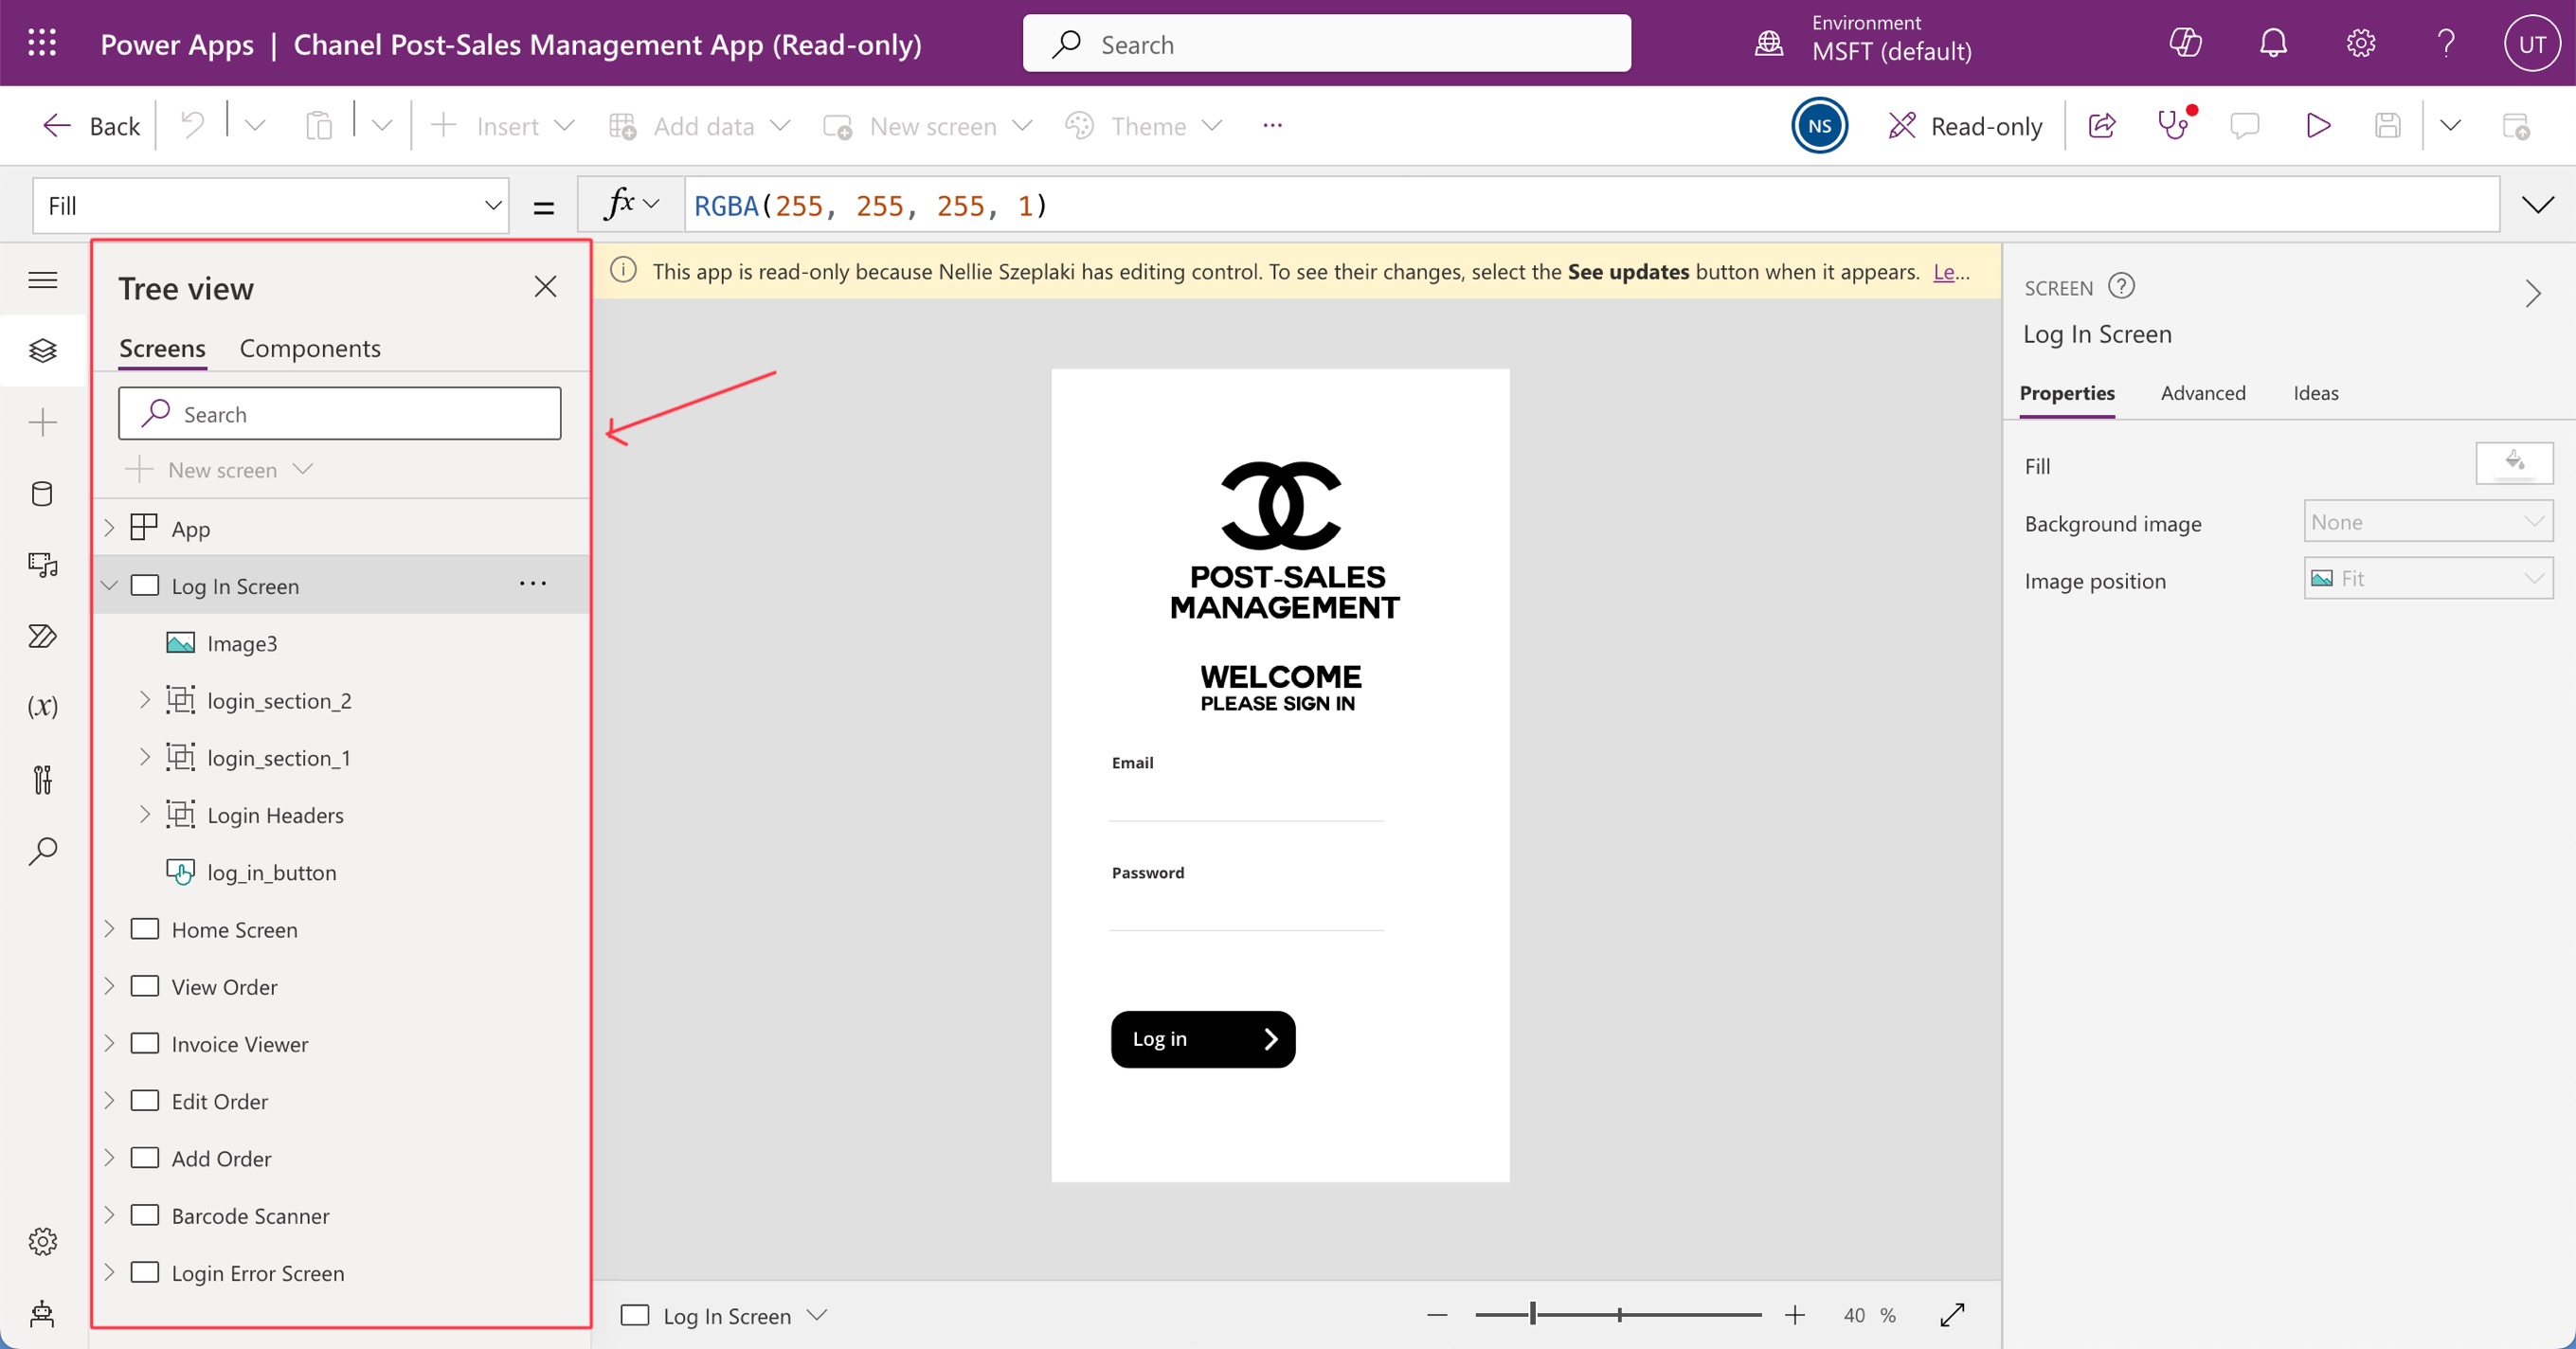 Power Apps | Chanel Post-Sales Management App (Read-only)
Search
Environment
MSFT (default)
UT
Back
Insert
Add data
New screen
Theme
...
NS
Read-only
Fill
=
fx
RGBA(255, 255, 255, 1)
Tree view
Screens
Components
Search
New screen
App
Log In Screen
...
Image3
login_section_2
login_section_1
Login Headers
log_in_button
Home Screen
View Order
Invoice Viewer
Edit Order
Add Order
Barcode Scanner
Login Error Screen
(x)
This app is read-only because Nellie Szeplaki has editing control. To see their changes, select the See updates button when it appears. Le...
POST-SALES
MANAGEMENT
WELCOME
PLEASE SIGN IN
Email
Password
Log in
Log In Screen
40 %
SCREEN
Log In Screen
Properties
Advanced
Ideas
Fill
Background image
None
Image position
Fit